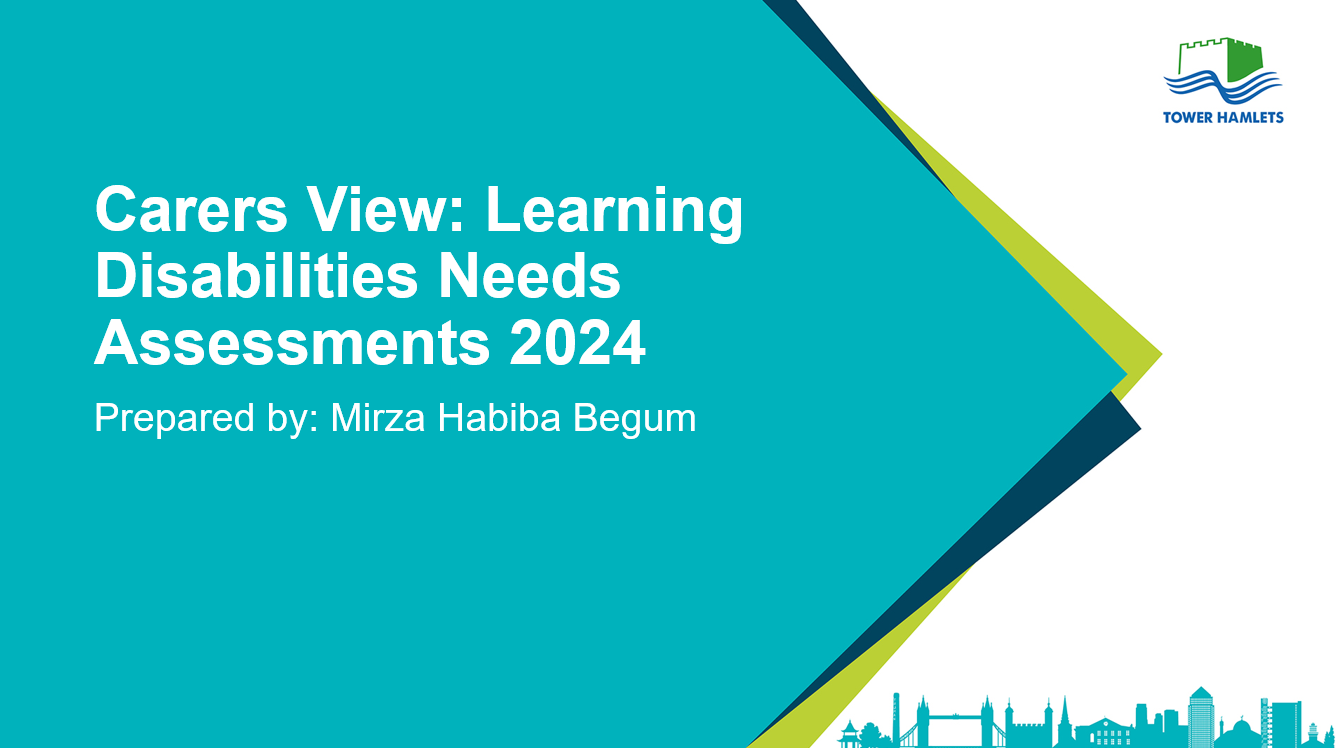 TOWER HAMLETS
Carers View: Learning
Disabilities Needs
Assessments 2024
Prepared by: Mirza Habiba Begum